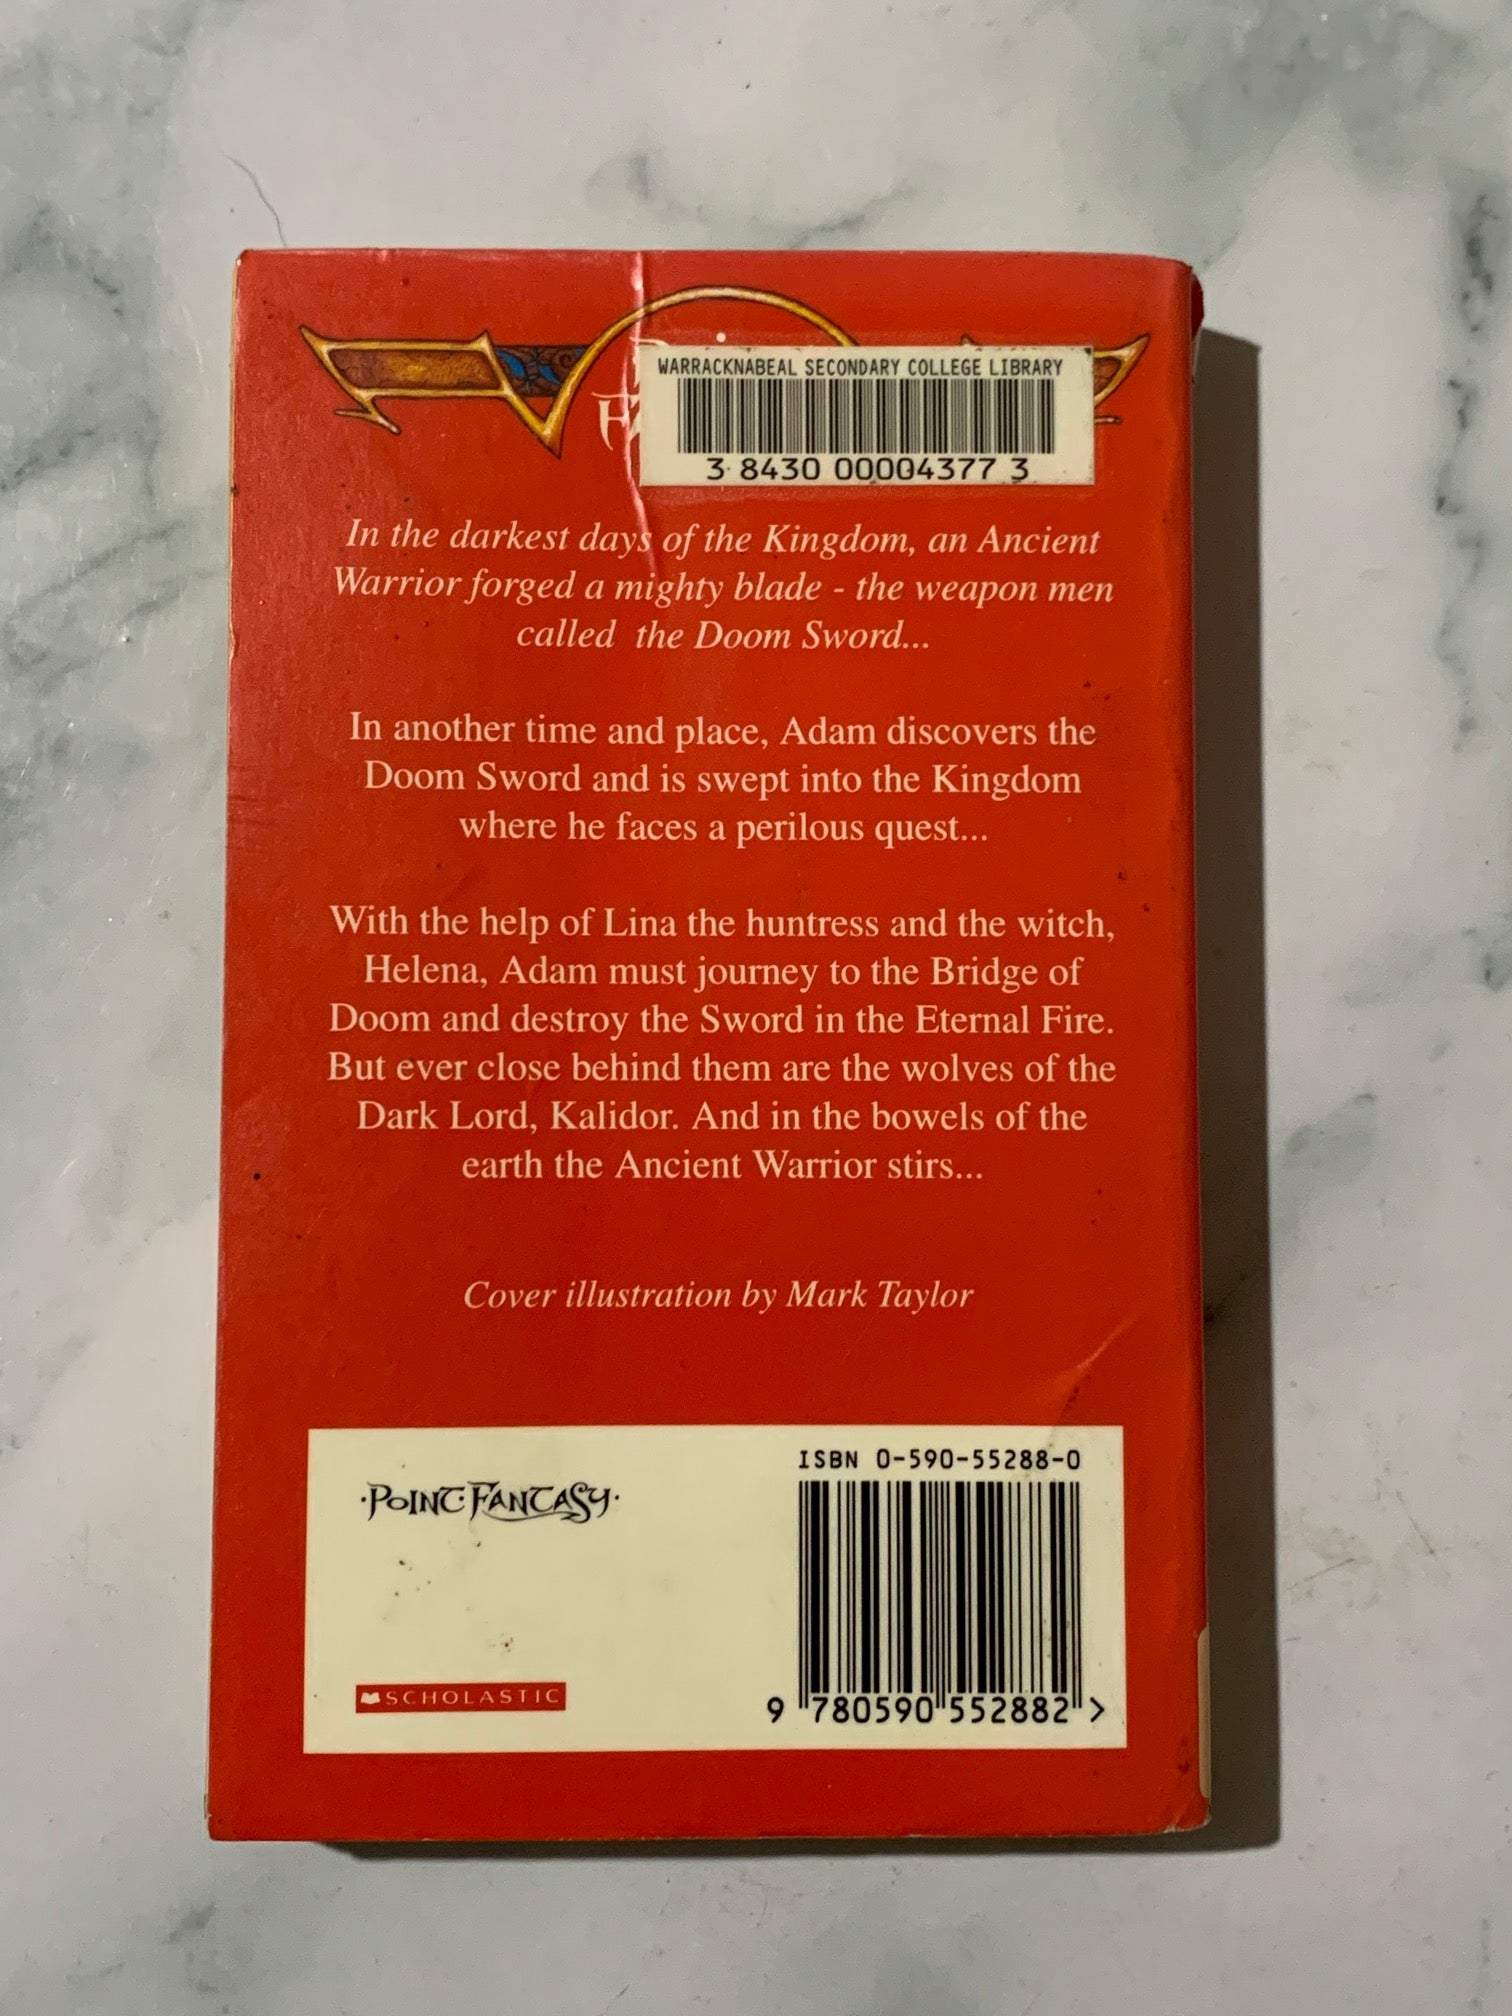 WARRACKNABEAL SECONDARY COLLEGE LIBRARY
3 8430 00004377 3
In the darkest days of the Kingdom, an Ancient
Warrior forged a mighty blade - the weapon men
called the Doom Sword...
In another time and place, Adam discovers the
Doom Sword and is swept into the Kingdom
where he faces a perilous quest...
With the help of Lina the huntress and the witch,
Helena, Adam must journey to the Bridge of
Doom and destroy the Sword in the Eternal Fire.
But ever close behind them are the wolves of the
Dark Lord, Kalidor. And in the bowels of the
earth the Ancient Warrior stirs...
Cover illustration by Mark Taylor
·POINT·FANTASY·
ISBN 0-590-55288-0
SCHOLASTIC
9 780590 552882 >